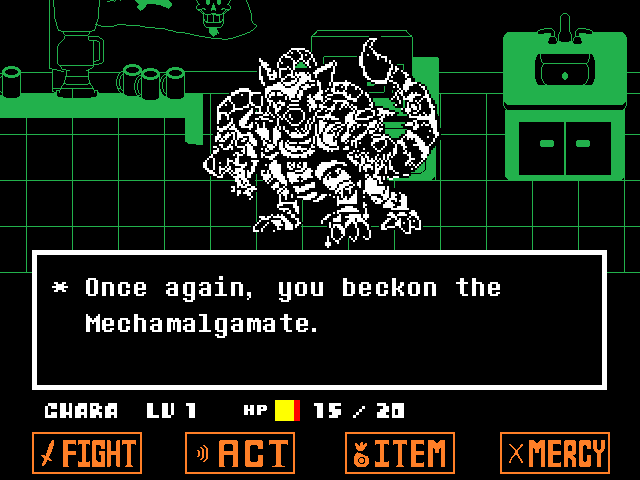 * Once again, you beckon the
Mechamalgamate.
CHARA LV 1 HP 15 / 20
FIGHT ACT ITEM MERCY